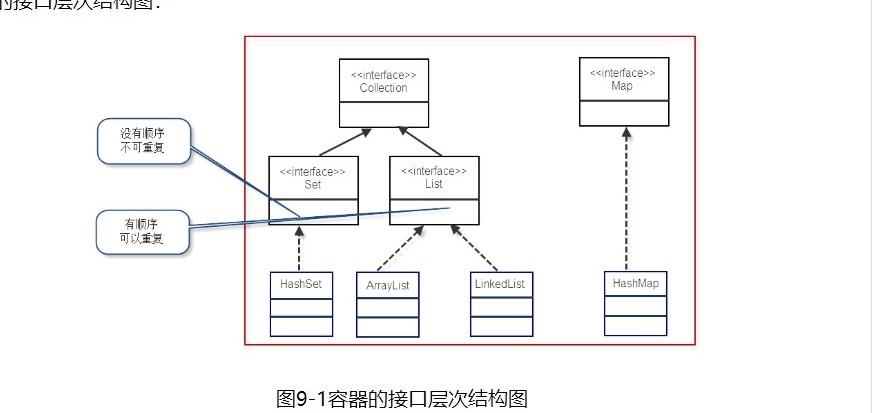 的接口层次结构图：
<<interface>>
Collection
<<interface>>
Map
没有顺序
不可重复
<<interface>>
Set
<<interface>>
List
有顺序
可以重复
HashSet
ArrayList
LinkedList
HashMap
图9-1容器的接口层次结构图